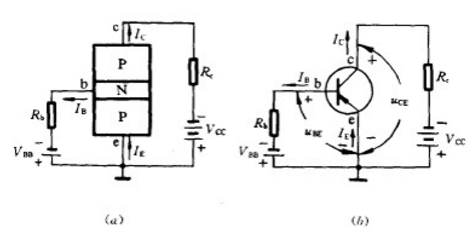 c
I_C
P
b
N
R_c
I_B
R_b
P
V_CC
V_BB
e
I_E
(a)
I_C
c
I_B
b
R_c
R_b
u_BE
u_CE
I_E
e
V_BB
V_CC
(b)